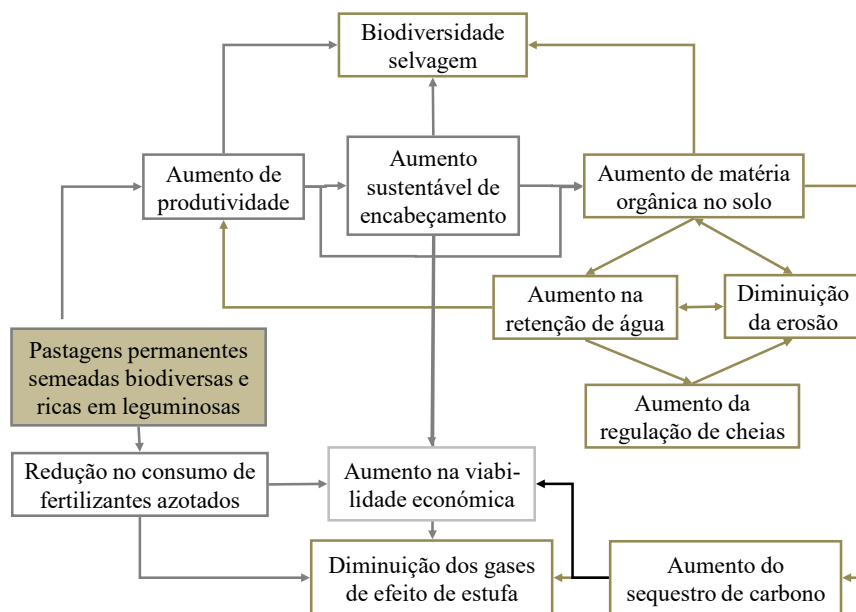 Biodiversidade
selvagem
Aumento de
produtividade
Aumento
sustentável de
encabeçamento
Aumento de matéria
orgânica no solo
Aumento na
retenção de água
Diminuição
da erosão
Pastagens permanentes
semeadas biodiversas e
ricas em leguminosas
Aumento da
regulação de cheias
Redução no consumo de
fertilizantes azotados
Aumento na viabi-
lidade económica
Diminuição dos gases
de efeito de estufa
Aumento do
sequestro de carbono